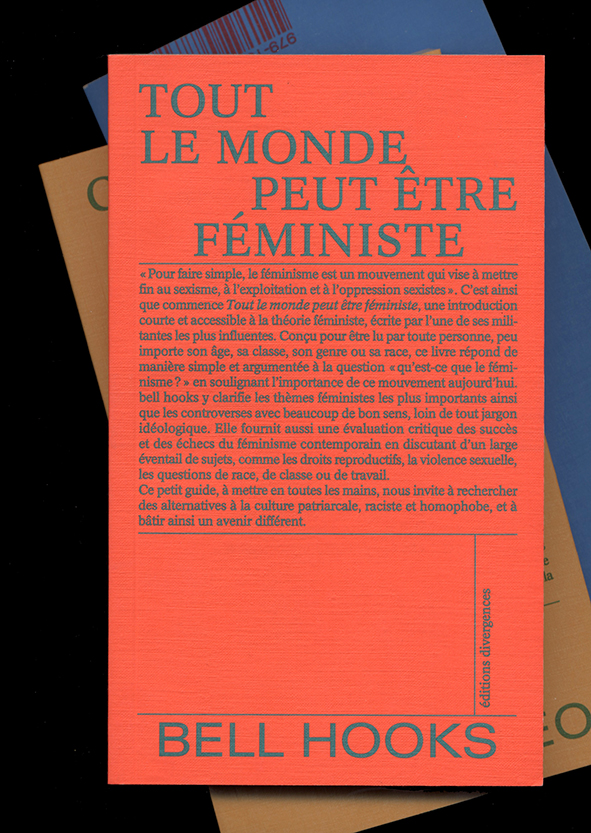 979-1
TOUT
LE MONDE
PEUT ÊTRE
FÉMINISTE
« Pour faire simple, le féminisme est un mouvement qui vise à mettre
fin au sexisme, à l'exploitation et à l'oppression sexistes ». C'est ainsi
que commence Tout le monde peut être féministe, une introduction
courte et accessible à la théorie féministe, écrite par l'une de ses mili-
tantes les plus influentes. Conçu pour être lu par toute personne, peu
importe son âge, sa classe, son genre ou sa race, ce livre répond de
manière simple et argumentée à la question « qu'est-ce que le fémi-
nisme ? » en soulignant l'importance de ce mouvement aujourd'hui.
bell hooks y clarifie les thèmes féministes les plus importants ainsi
que les controverses avec beaucoup de bon sens, loin de tout jargon
idéologique. Elle fournit aussi une évaluation critique des succès
et des échecs du féminisme contemporain en discutant d'un large
éventail de sujets, comme les droits reproductifs, la violence sexuelle,
les questions de race, de classe ou de travail.
Ce petit guide, à mettre en toutes les mains, nous invite à rechercher
des alternatives à la culture patriarcale, raciste et homophobe, et à
bâtir ainsi un avenir différent.
éditions divergences
BELL HOOKS